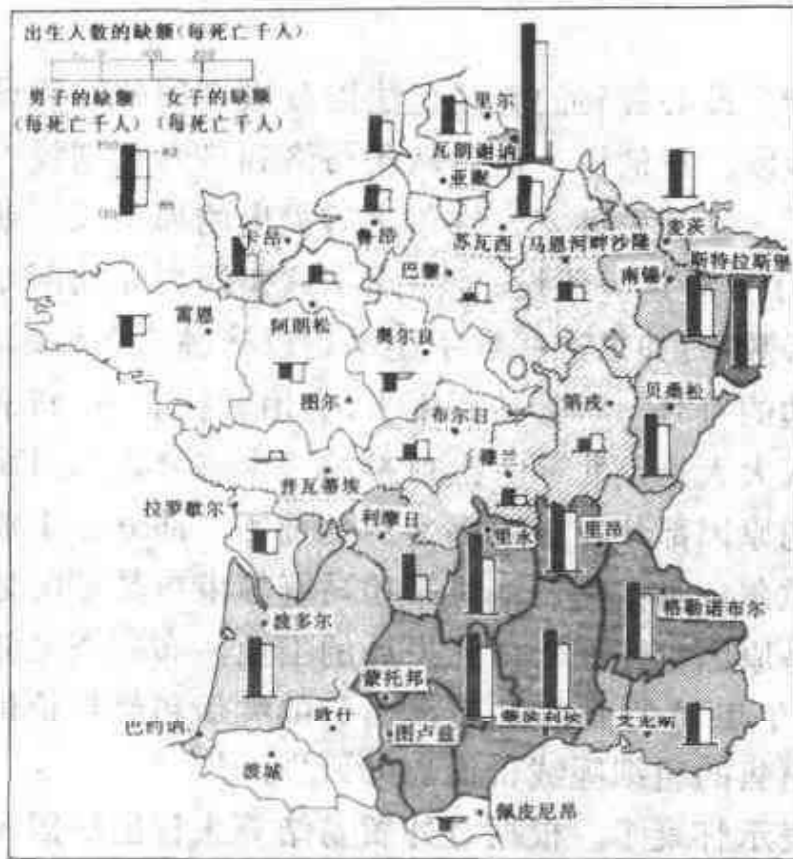 出生人数的缺额(每死亡千人)
男子的缺额 女子的缺额
(每死亡千人) (每死亡千人)
里尔
瓦朗谢纳
亚眠
鲁昂
卡昂
苏瓦西
马恩河畔沙隆
麦茨
巴黎
南锡
斯特拉斯堡
雷恩
阿朗松
奥尔良
图尔
布尔日
第戎
贝桑松
普瓦蒂埃
穆兰
拉罗歇尔
利摩日
里永
里昂
波多尔
格勒诺布尔
蒙托邦
巴约讷
欧什
图卢兹
蒙彼利埃
艾克斯
波城
佩皮尼昂